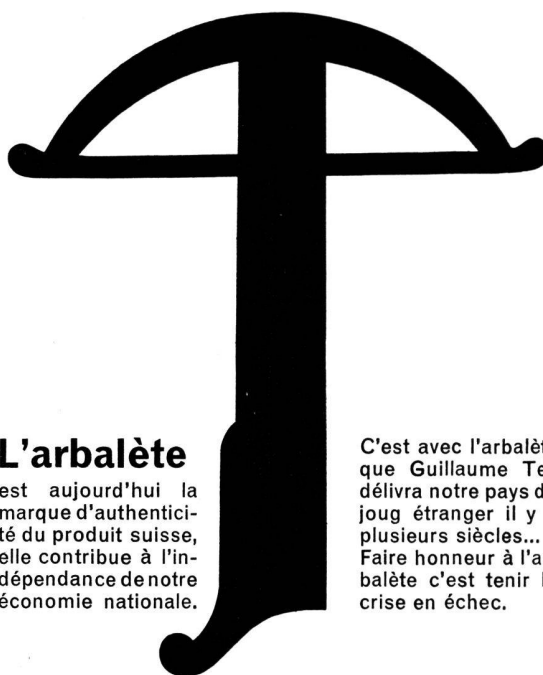 L'arbalète
est aujourd'hui la
marque d'authentici-
té du produit suisse,
elle contribue à l'in-
dépendance de notre
économie nationale.
C'est avec l'arbalèt
que Guillaume Te
délivra notre pays d
joug étranger il y
plusieurs siècles...
Faire honneur à l'a
balète c'est tenir l
crise en échec.